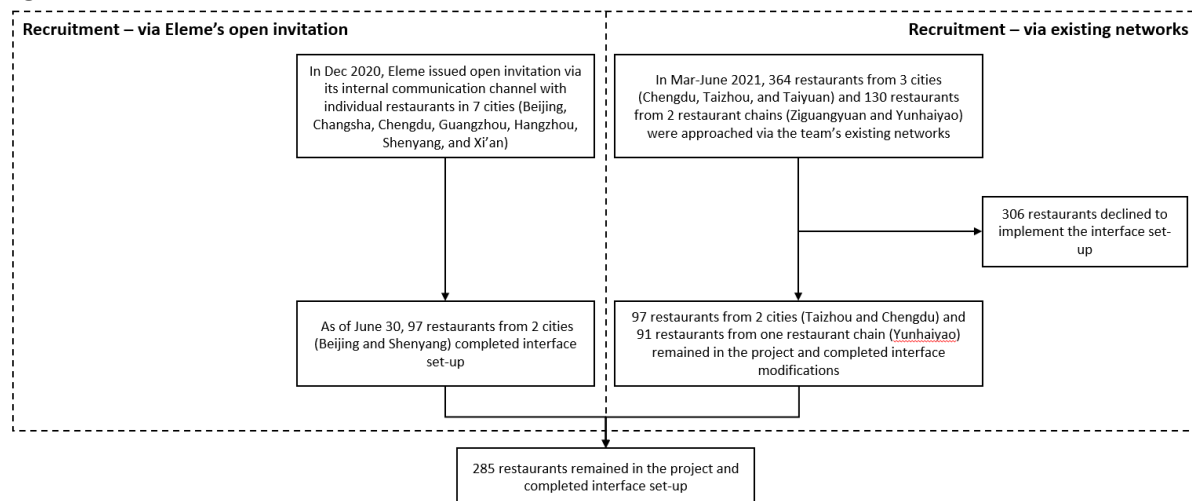 Recruitment – via Eleme’s open invitation
Recruitment – via existing networks
In Dec 2020, Eleme issued open invitation via
its internal communication channel with
individual restaurants in 7 cities (Beijing,
Changsha, Chengdu, Guangzhou, Hangzhou,
Shenyang, and Xi’an)
In Mar-June 2021, 364 restaurants from 3 cities
(Chengdu, Taizhou, and Taiyuan) and 130 restaurants
from 2 restaurant chains (Ziguangyuan and Yunhaiyao)
were approached via the team’s existing networks
306 restaurants declined to
implement the interface set-
up
As of June 30, 97 restaurants from 2 cities
(Beijing and Shenyang) completed interface
set-up
97 restaurants from 2 cities (Taizhou and Chengdu) and
91 restaurants from one restaurant chain (Yunhaiyao)
remained in the project and completed interface
modifications
285 restaurants remained in the project and
completed interface set-up